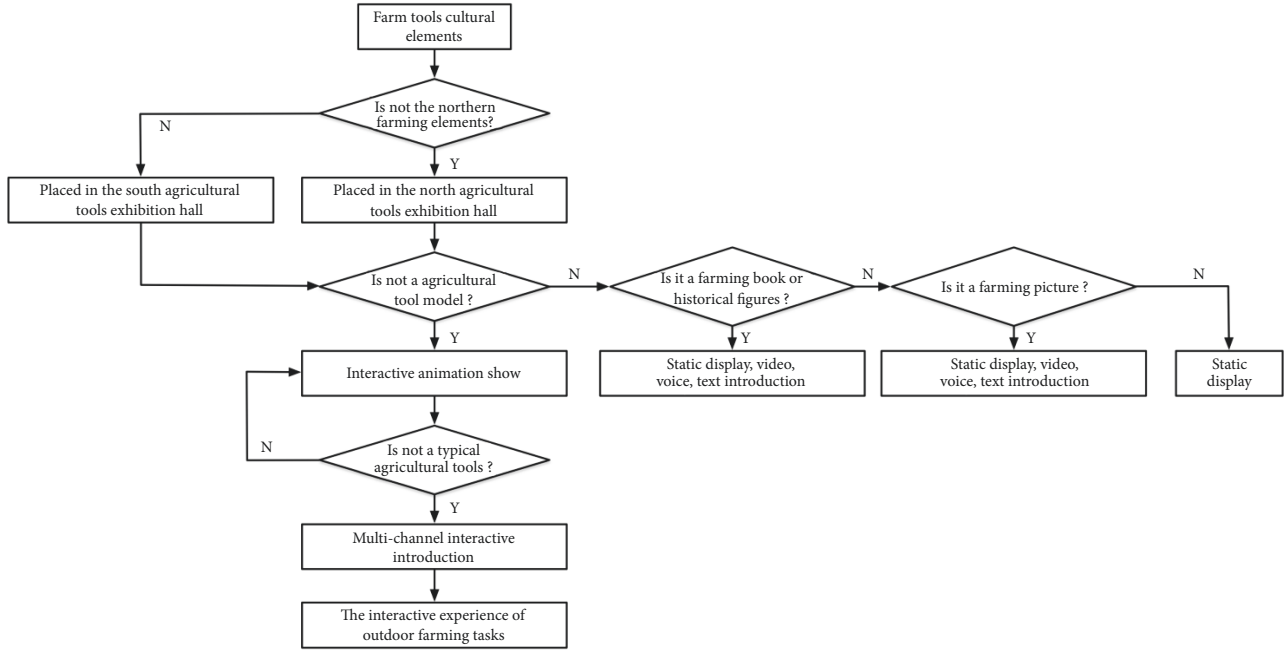 Farm tools cultural
elements
Is not the northern
farming elements?
N
Y
Placed in the south agricultural
tools exhibition hall
Placed in the north agricultural
tools exhibition hall
Is not a agricultural
tool model ?
N
Is it a farming book or
historical figures ?
N
Is it a farming picture ?
N
Y
Y
Y
Interactive animation show
Static display, video,
voice, text introduction
Static display, video,
voice, text introduction
Static
display
N
Is not a typical
agricultural tools ?
Y
Multi-channel interactive
introduction
The interactive experience of
outdoor farming tasks